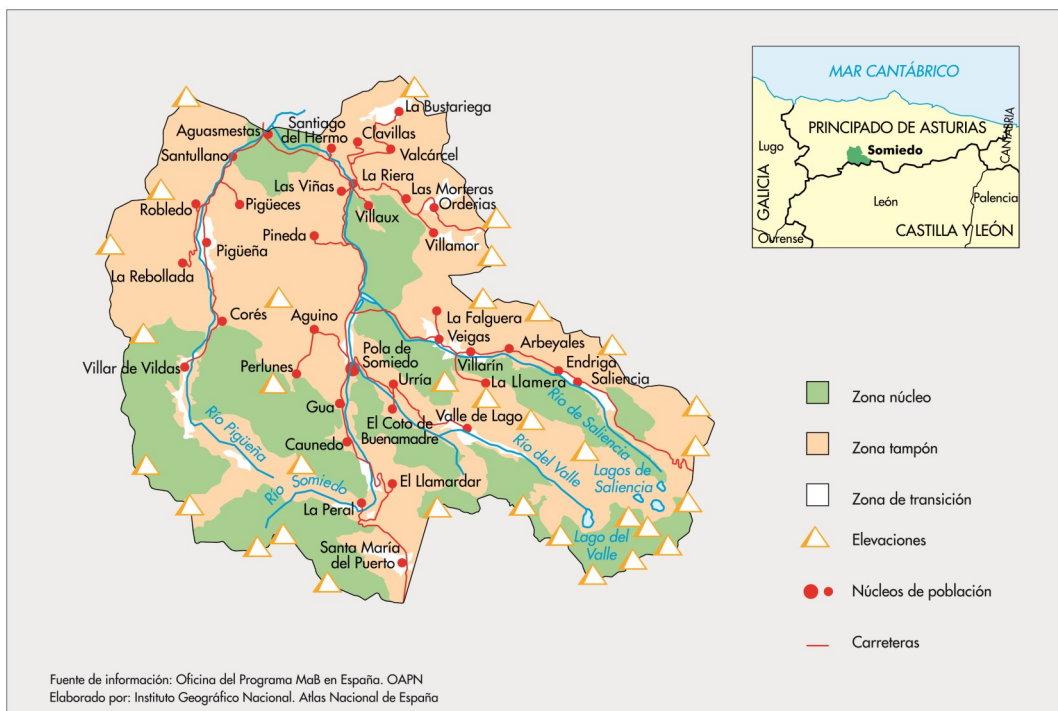 La Bustariega
Aguasmestas
Santiago
del Hermo
Clavillas
Santullano
Valcárcel
La Riera
Las Viñas
Las Morteras
Orderias
Robledo
Pigüeces
Villaux
Pigüeña
Pineda
Villamor
La Rebollada
Corés
Aguino
La Falguera
Veigas
Arbeyales
Villar de Vildas
Perlunes
Pola de
Somiedo
Villarín
Endriga
Urría
La Llamera
Saliencia
Gua
El Coto de
Buenamadre
Valle de Lago
Río de Saliencia
Río Pigüeña
Caunedo
Río del Valle
Lagos de
Saliencia
Río Somiedo
El Llamardar
La Peral
Lago del
Valle
Santa María
del Puerto
MAR CANTÁBRICO
PRINCIPADO DE ASTURIAS
CANTABRIA
Lugo
Somiedo
GALICIA
León
Palencia
Ourense
CASTILLA Y LEÓN
Zona núcleo
Zona tampón
Zona de transición
Elevaciones
Núcleos de población
Carreteras
Fuente de información: Oficina del Programa MaB en España. OAPN
Elaborado por: Instituto Geográfico Nacional. Atlas Nacional de España